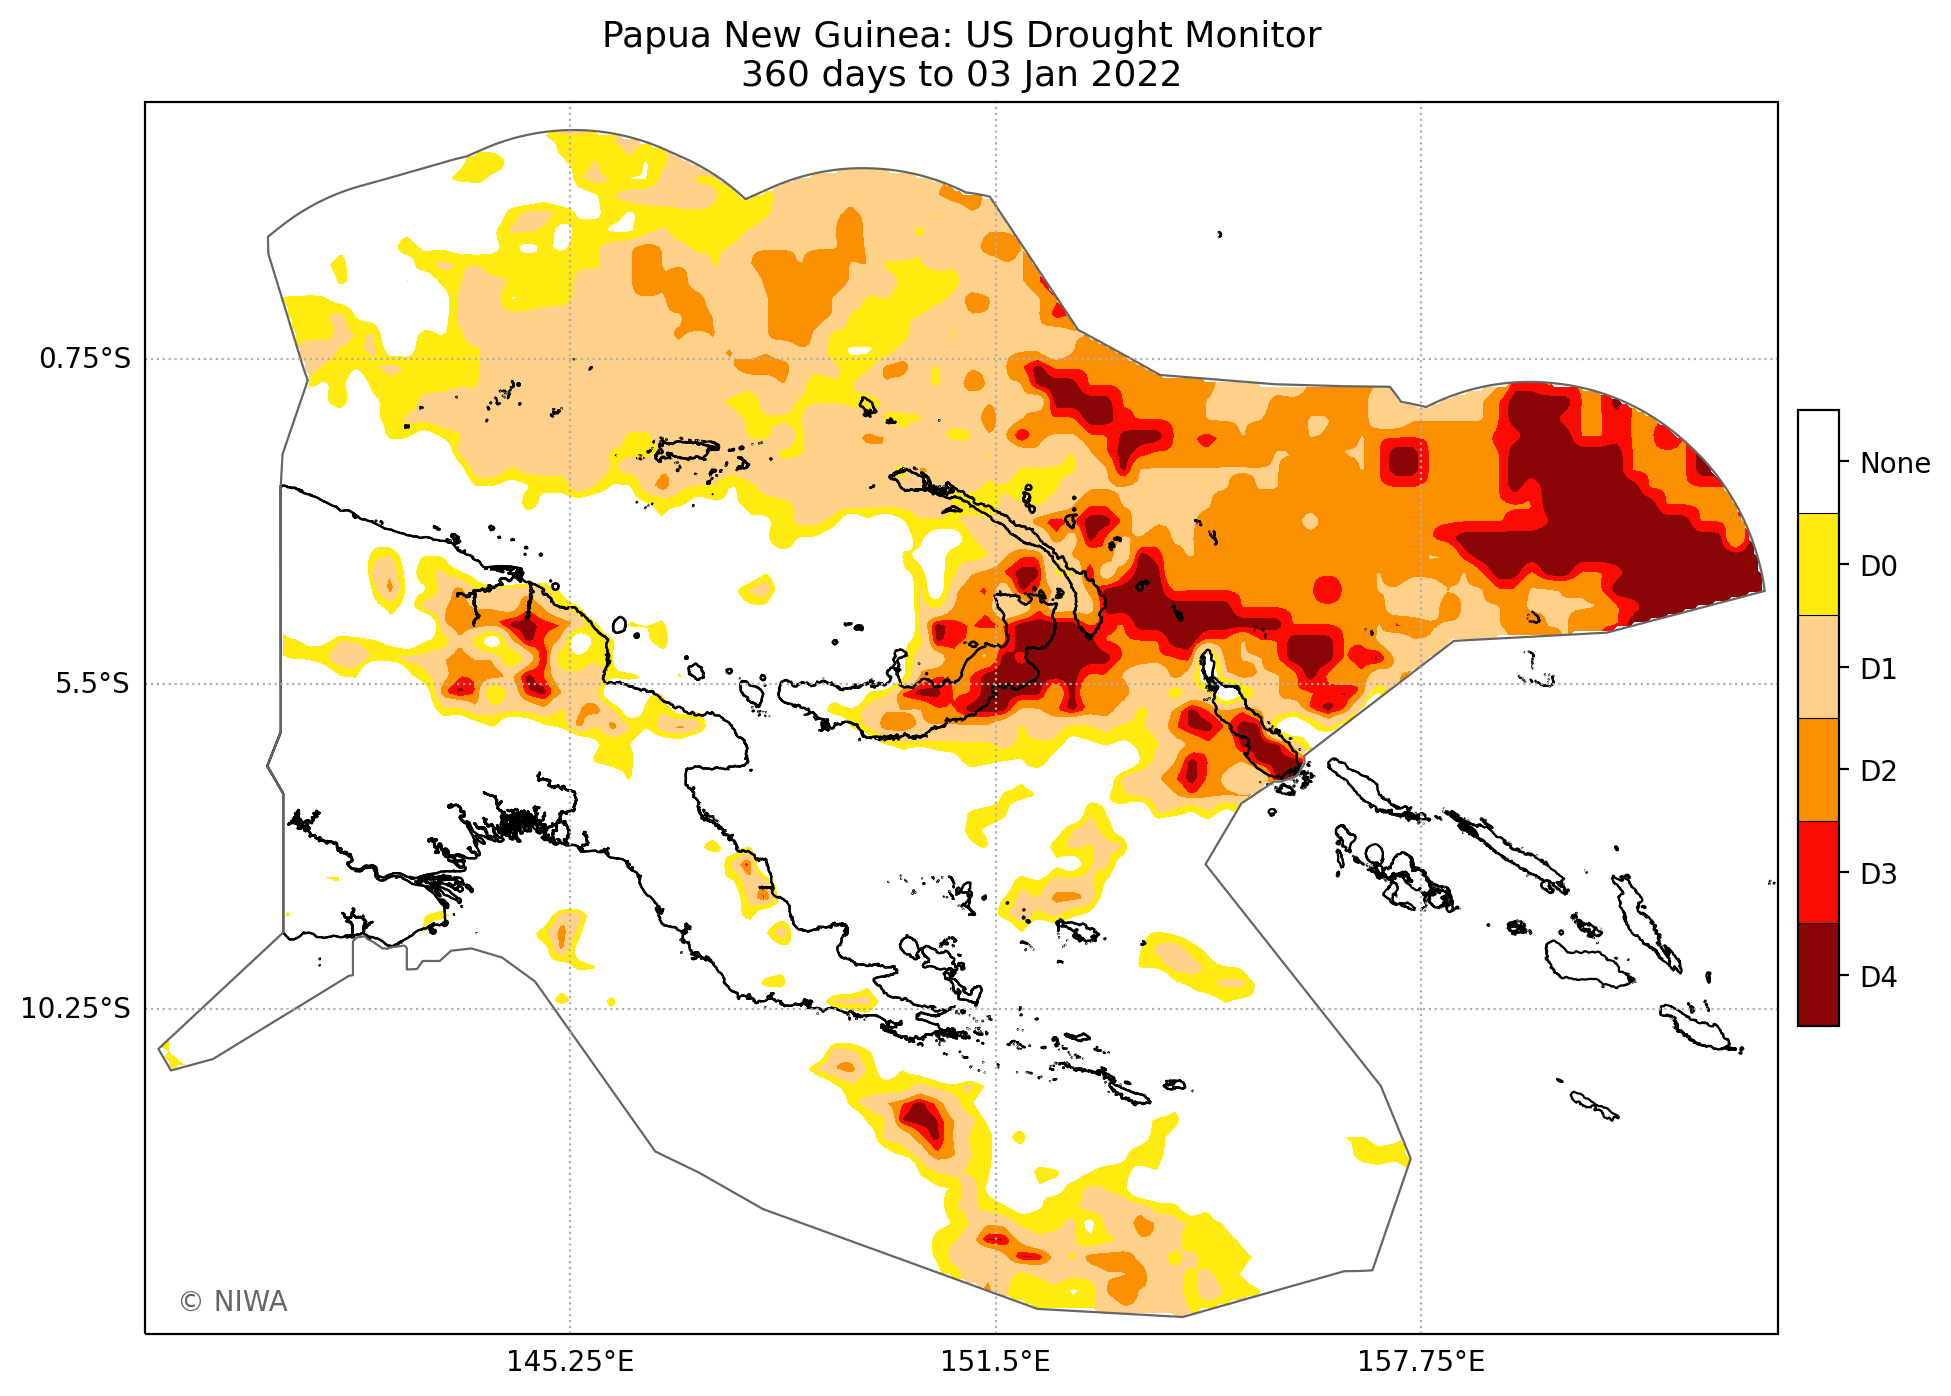 Papua New Guinea: US Drought Monitor
360 days to 03 Jan 2022
0.75°S
5.5°S
10.25°S
145.25°E
151.5°E
157.75°E
None
D0
D1
D2
D3
D4
© NIWA